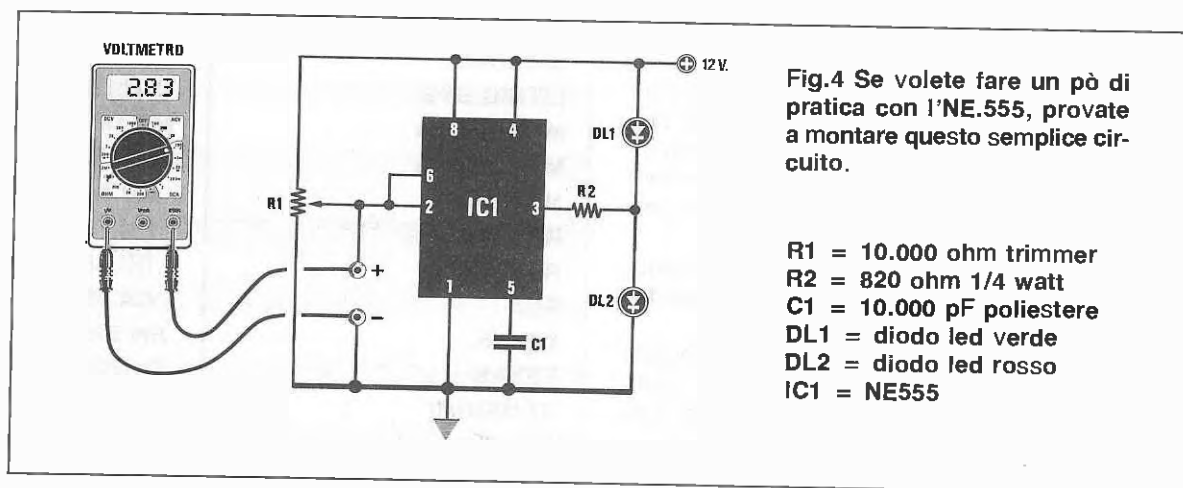 VOLTMETRO
2.83
12 V.
8
4
DL1
6
2
IC1
3
R2
R1
+
1
5
DL2
-
C1
Fig.4 Se volete fare un pò di
pratica con l'NE.555, provate
a montare questo semplice cir-
cuito.
R1 = 10.000 ohm trimmer
R2 = 820 ohm 1/4 watt
C1 = 10.000 pF poliestere
DL1 = diodo led verde
DL2 = diodo led rosso
IC1 = NE555